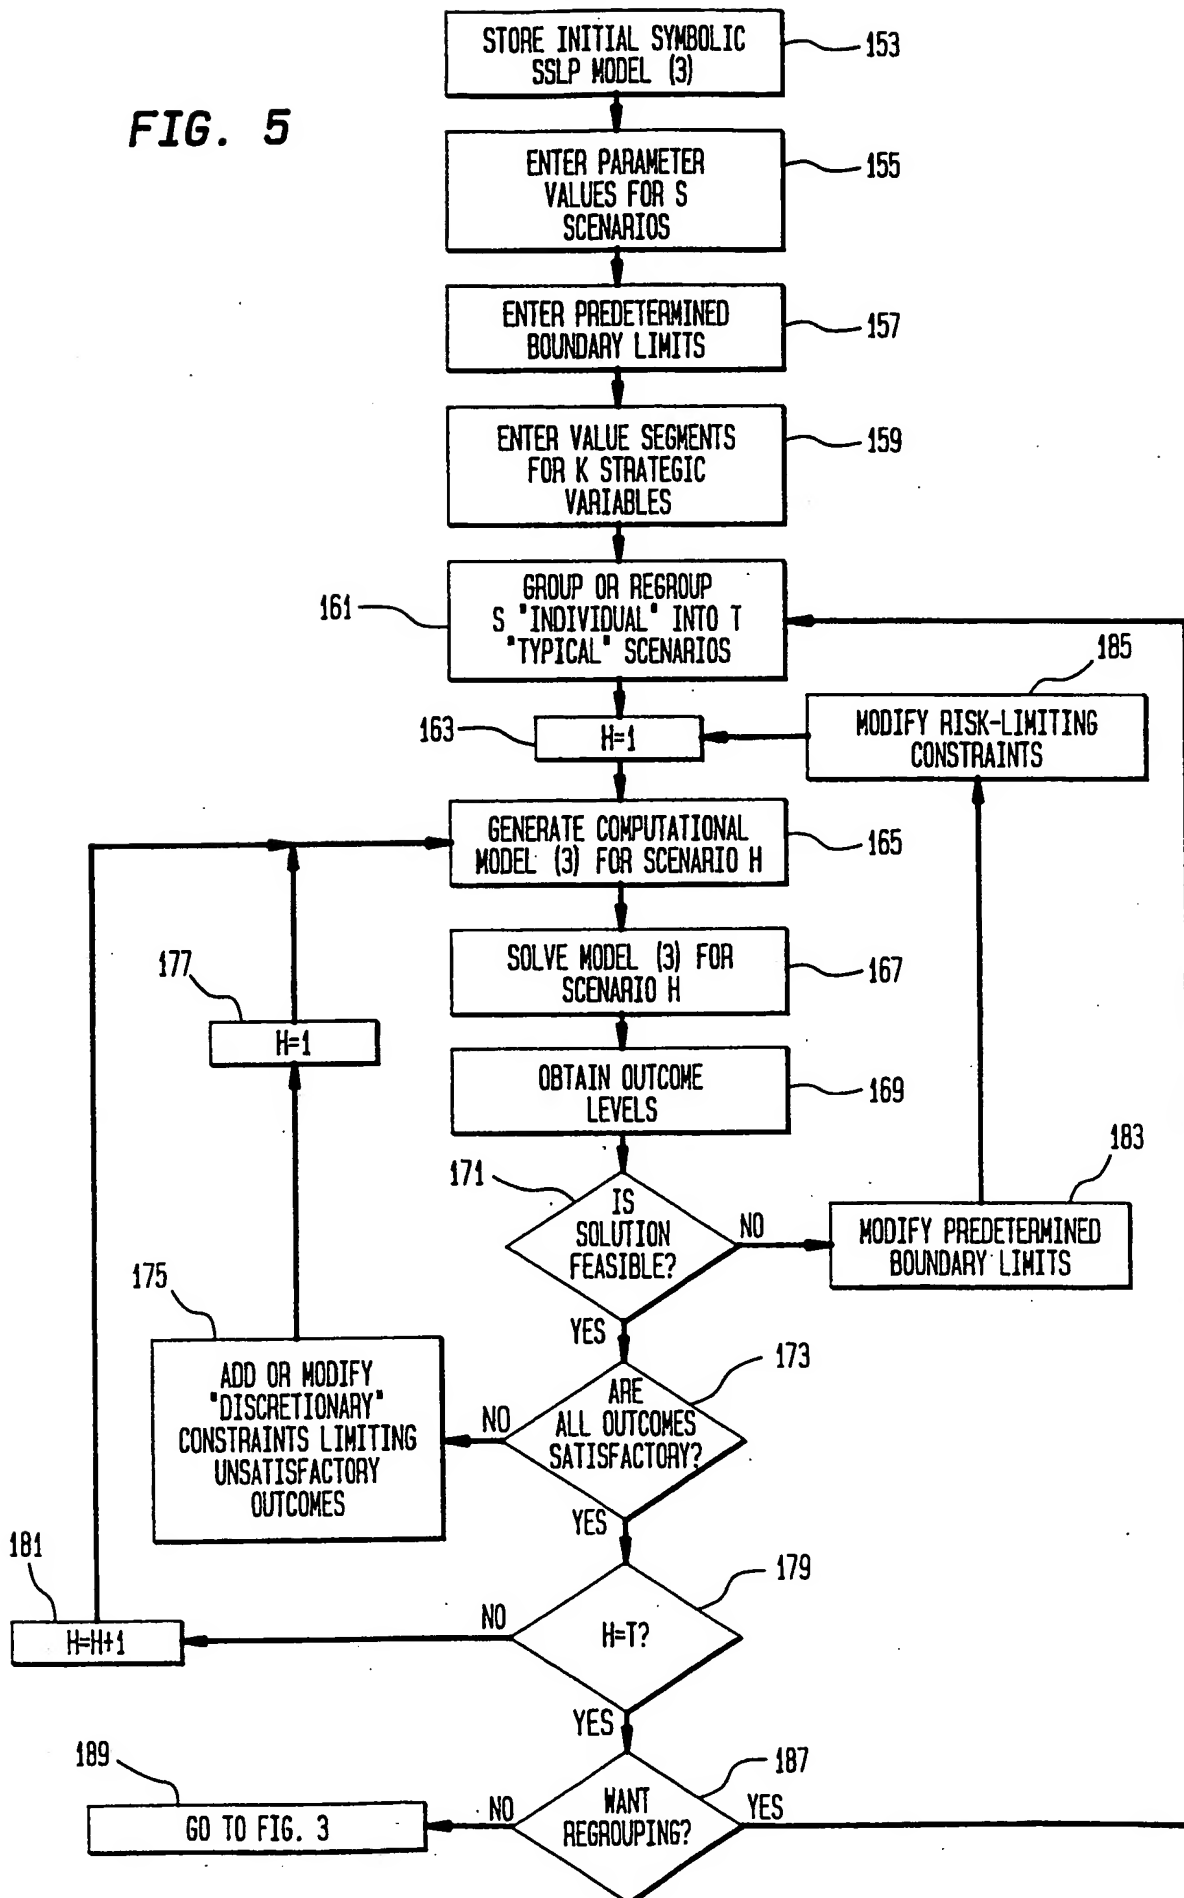 FIG. 5
STORE INITIAL SYMBOLIC
SSLP MODEL (3)
153
ENTER PARAMETER
VALUES FOR S
SCENARIOS
155
ENTER PREDETERMINED
BOUNDARY LIMITS
157
ENTER VALUE SEGMENTS
FOR K STRATEGIC
VARIABLES
159
161
GROUP OR REGROUP
S "INDIVIDUAL" INTO T
"TYPICAL" SCENARIOS
163
H=1
185
MODIFY RISK-LIMITING
CONSTRAINTS
GENERATE COMPUTATIONAL
MODEL (3) FOR SCENARIO H
165
SOLVE MODEL (3) FOR
SCENARIO H
167
177
H=1
OBTAIN OUTCOME
LEVELS
169
171
IS
SOLUTION
FEASIBLE?
NO
YES
183
MODIFY PREDETERMINED
BOUNDARY LIMITS
173
ARE
ALL OUTCOMES
SATISFACTORY?
NO
YES
175
ADD OR MODIFY
"DISCRETIONARY"
CONSTRAINTS LIMITING
UNSATISFACTORY
OUTCOMES
179
H=T?
NO
YES
181
H=H+1
187
WANT
REGROUPING?
NO
YES
189
GO TO FIG. 3